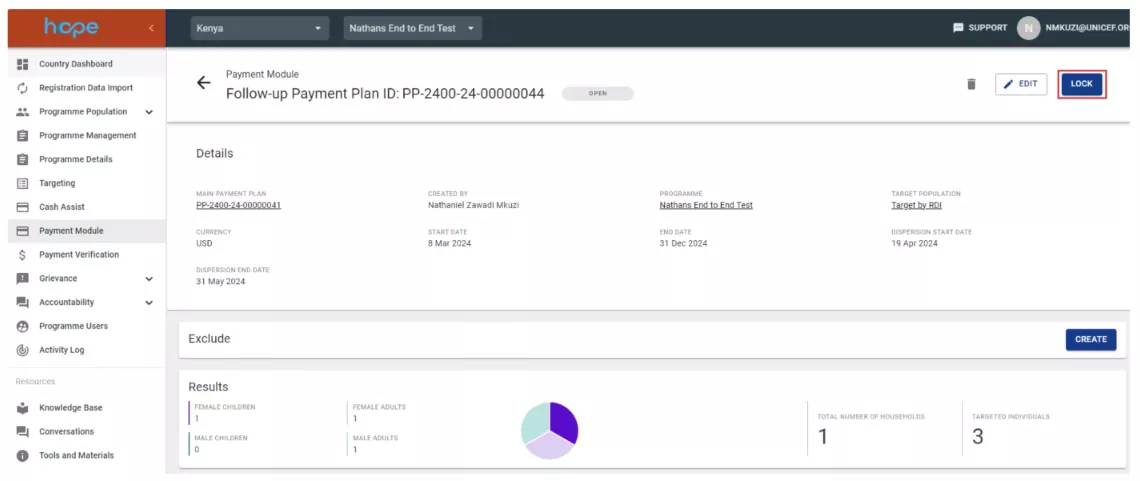 hope
Kenya
Nathans End to End Test
SUPPORT
N
NMKUZI@UNICEF.OR
Country Dashboard
Registration Data Import
Programme Population
Programme Management
Programme Details
Targeting
Cash Assist
Payment Module
Payment Verification
Grievance
Accountability
Programme Users
Activity Log
Resources
Knowledge Base
Conversations
Tools and Materials
Payment Module
Follow-up Payment Plan ID: PP-2400-24-00000044
OPEN
EDIT
LOCK
Details
MAIN PAYMENT PLAN
PP-2400-24-00000041
CREATED BY
Nathaniel Zawadi Mkuzi
PROGRAMME
Nathans End to End Test
TARGET POPULATION
Target by RDI
CURRENCY
USD
START DATE
8 Mar 2024
END DATE
31 Dec 2024
DISPERSION START DATE
19 Apr 2024
DISPERSION END DATE
31 May 2024
Exclude
CREATE
Results
FEMALE CHILDREN
1
FEMALE ADULTS
1
MALE CHILDREN
0
MALE ADULTS
1
TOTAL NUMBER OF HOUSEHOLDS
1
TARGETED INDIVIDUALS
3